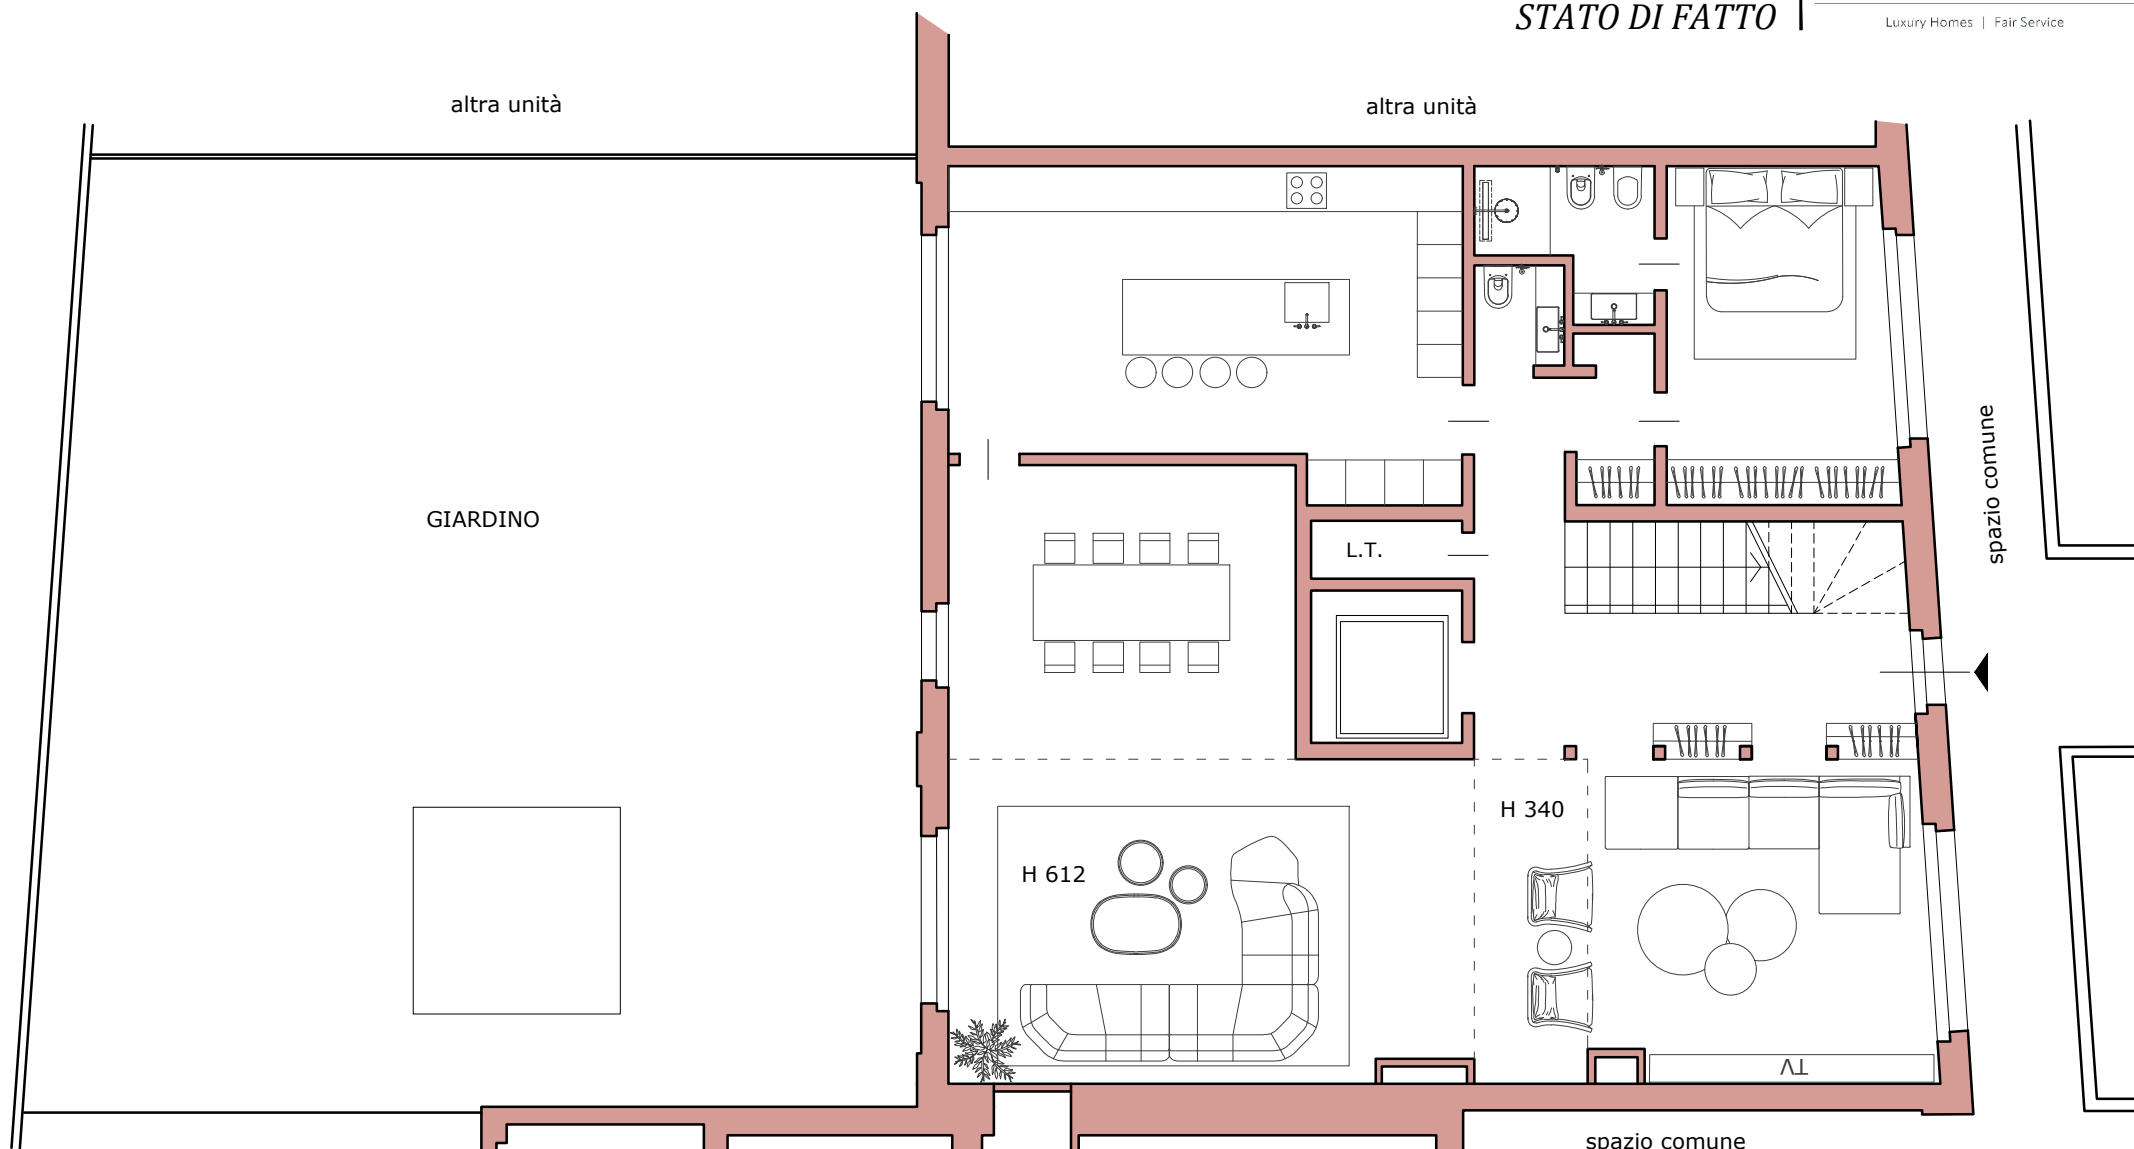 STATO DI FATTO
Luxury Homes | Fair Service
altra unità
altra unità
spazio comune
GIARDINO
L.T.
H 340
H 612
TV
spazio comune